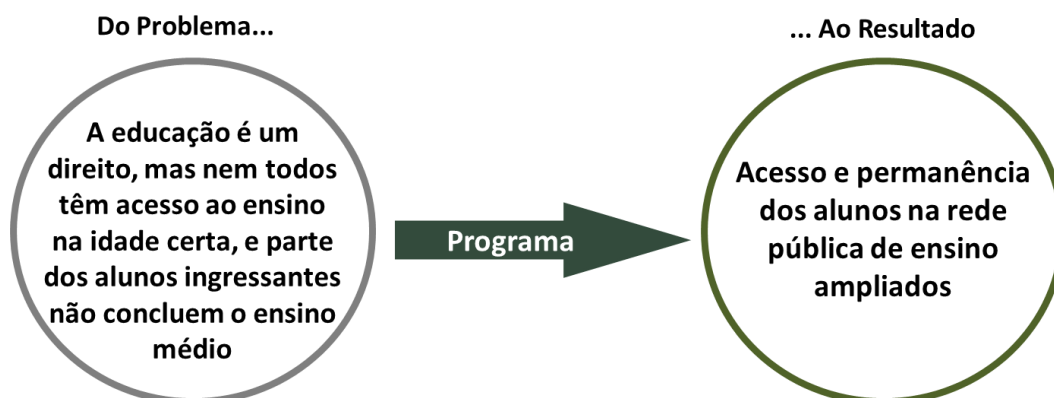 Do Problema...
A educação é um
direito, mas nem todos
têm acesso ao ensino
na idade certa, e parte
dos alunos ingressantes
não concluem o ensino
médio
Programa
... Ao Resultado
Acesso e permanência
dos alunos na rede
pública de ensino
ampliados